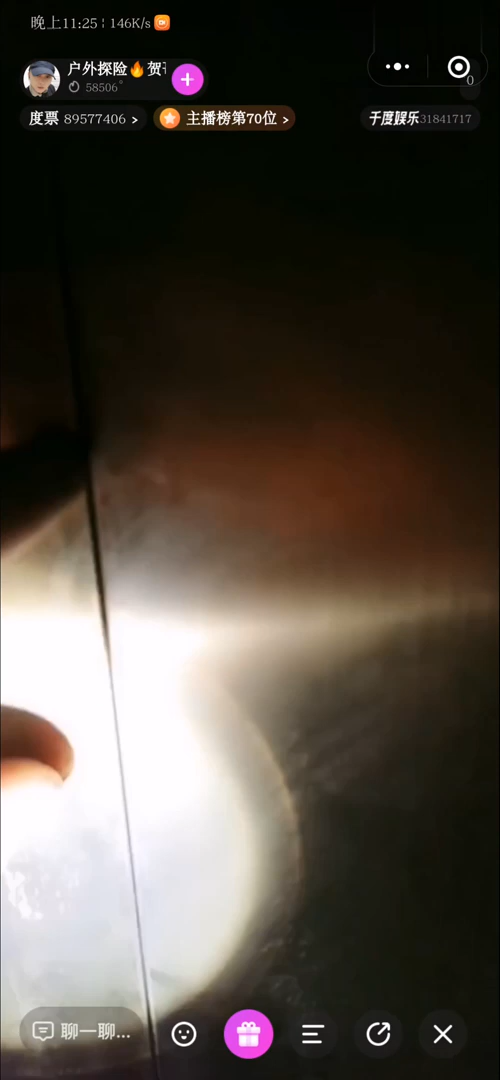 晚上11:25 | 146K/s
户外探险🔥贺
58506°
0
度票 89577406 >
主播榜第70位 >
千度娱乐31841717
聊一聊...